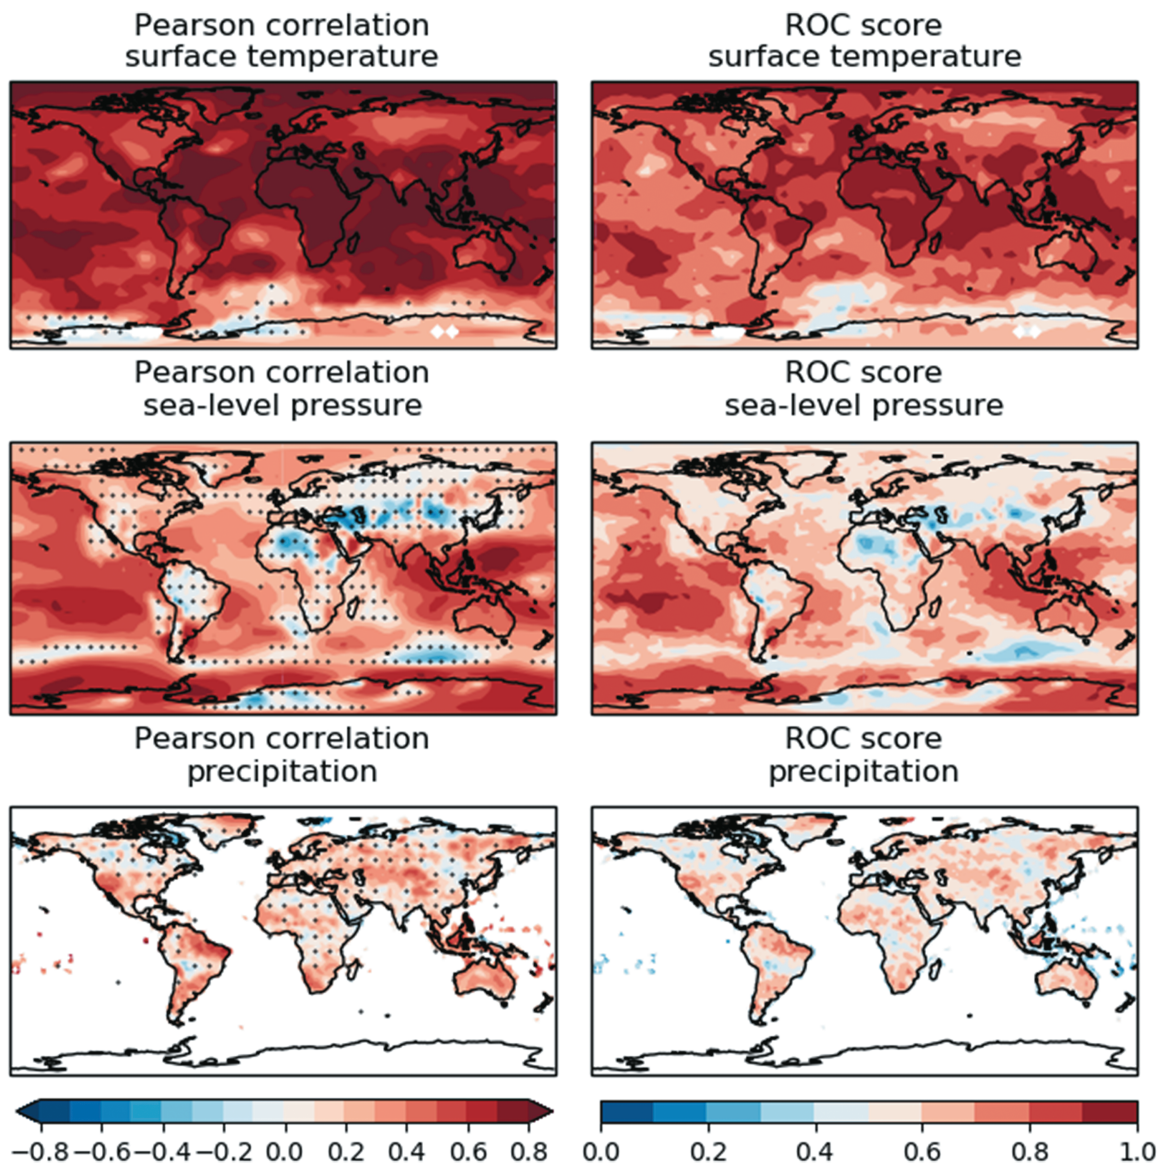 Pearson correlation
surface temperature
ROC score
surface temperature
Pearson correlation
sea-level pressure
ROC score
sea-level pressure
Pearson correlation
precipitation
ROC score
precipitation
−0.8 −0.6 −0.4 −0.2 0.0 0.2 0.4 0.6 0.8
0.0 0.2 0.4 0.6 0.8 1.0